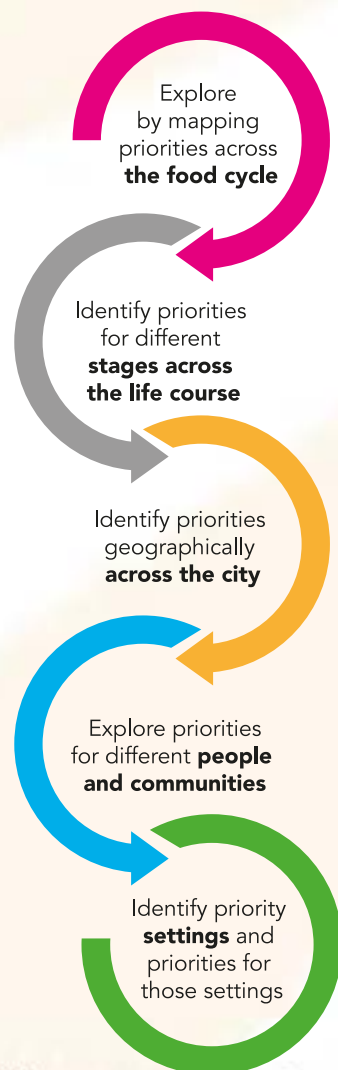 Explore
by mapping
priorities across
the food cycle
Identify priorities
for different
stages across
the life course
Identify priorities
geographically
across the city
Explore priorities
for different people
and communities
Identify priority
settings and
priorities for
those settings